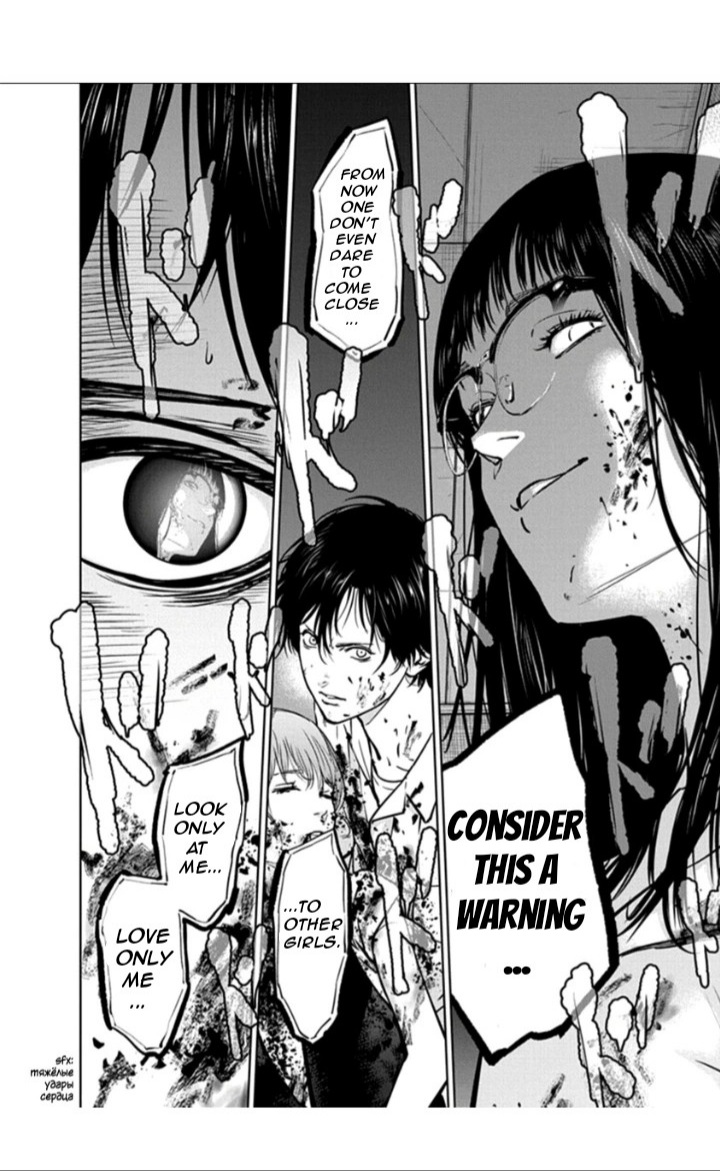 CONSIDER
THIS A
WARNING
...
FROM
NOW
ONE
DON'T
EVEN
DARE
TO
COME
CLOSE
...
...TO
OTHER
GIRLS.
LOOK
ONLY
AT
ME...
LOVE
ONLY
ME
...
sfx:
тяжёлые
удары
сердца